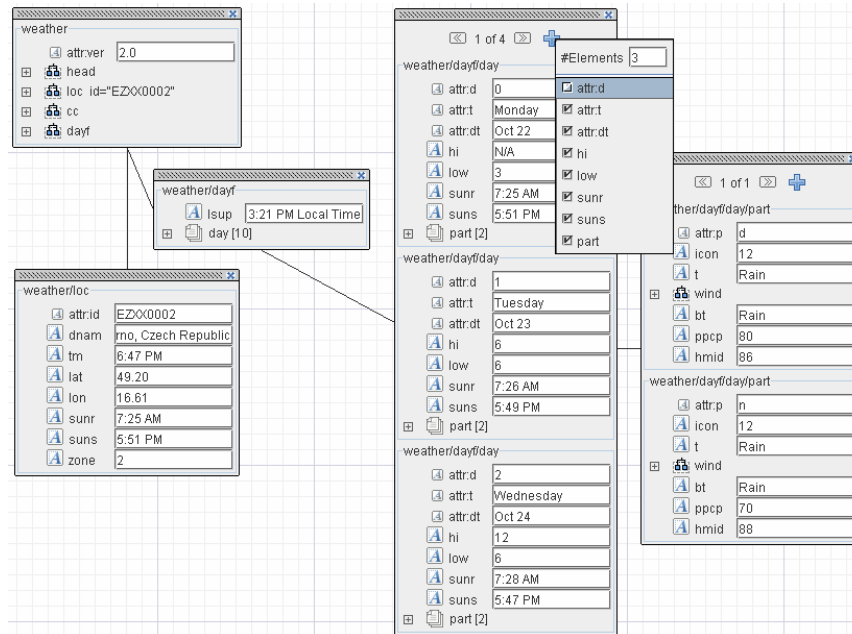 weather
attr:ver 2.0
head
loc id="EZXX0002"
cc
dayf
weather/dayf
lsup 3:21 PM Local Time
day [10]
weather/loc
attr:id EZXX0002
dnam rno, Czech Republic
tm 6:47 PM
lat 49.20
lon 16.61
sunr 7:25 AM
suns 5:51 PM
zone 2
1 of 4
weather/dayf/day
attr:d 0
attr:t Monday
attr:dt Oct 22
hi N/A
low 3
sunr 7:25 AM
suns 5:51 PM
part [2]
weather/dayf/day
attr:d 1
attr:t Tuesday
attr:dt Oct 23
hi 6
low 6
sunr 7:26 AM
suns 5:49 PM
part [2]
weather/dayf/day
attr:d 2
attr:t Wednesday
attr:dt Oct 24
hi 12
low 6
sunr 7:28 AM
suns 5:47 PM
part [2]
#Elements 3
attr:d
attr:t
attr:dt
hi
low
sunr
suns
part
1 of 1
ther/dayf/day/part
attr:p d
icon 12
t Rain
wind
bt Rain
ppcp 80
hmid 86
weather/dayf/day/part
attr:p n
icon 12
t Rain
wind
bt Rain
ppcp 70
hmid 88